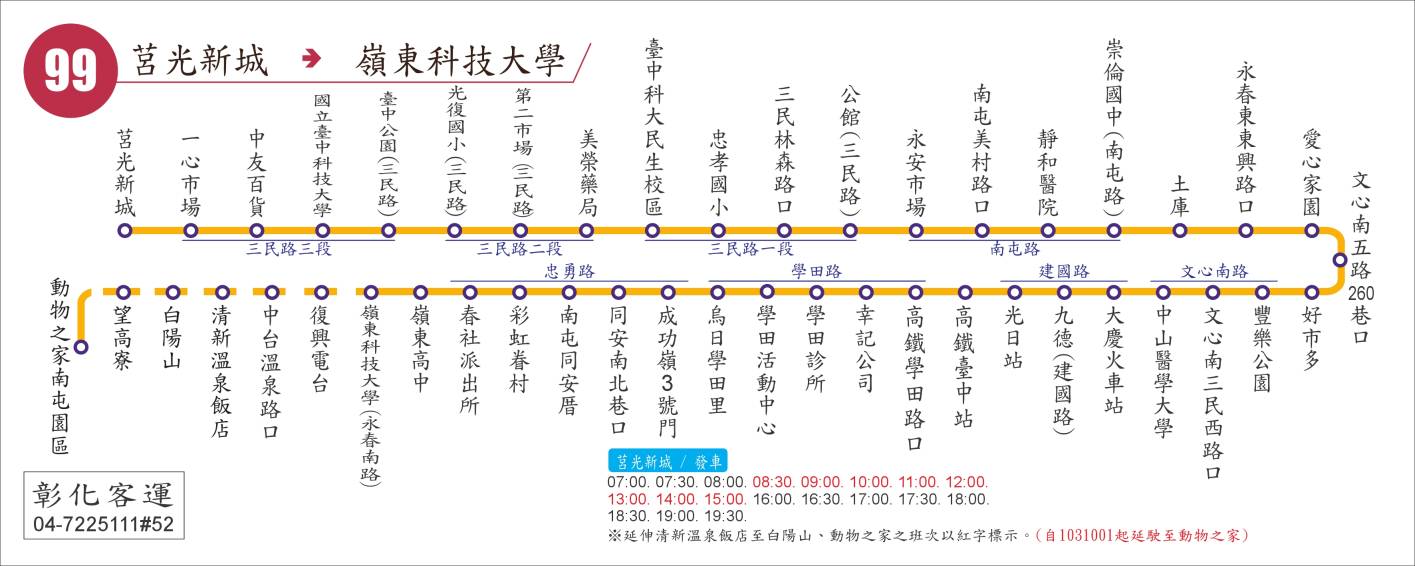 99
莒光新城 ➔ 嶺東科技大學
莒光新城
一心市場
中友百貨
國立臺中科技大學
臺中公園(三民路)
光復國小(三民路)
第二市場(三民路)
美榮藥局
臺中科大民生校區
忠孝國小
三民林森路口
公館(三民路)
永安市場
南屯美村路口
靜和醫院
崇倫國中(南屯路)
土庫
永春東東興路口
愛心家園
文心南五路260巷口
三民路三段
三民路二段
三民路一段
南屯路
忠勇路
學田路
建國路
文心南路
動物之家南屯園區
望高寮
白陽山
清新溫泉飯店
中台溫泉路口
復興電台
嶺東科技大學(永春南路)
嶺東高中
春社派出所
彩虹眷村
南屯同安厝
同安南北巷口
成功嶺3號門
烏日學田里
學田活動中心
學田診所
幸記公司
高鐵學田路口
高鐵臺中站
光日站
九德(建國路)
大慶火車站
中山醫學大學
文心南三民西路口
豐樂公園
好市多
彰化客運
04-7225111#52
莒光新城 / 發車
07:00. 07:30. 08:00. 08:30. 09:00. 10:00. 11:00. 12:00.
13:00. 14:00. 15:00. 16:00. 16:30. 17:00. 17:30. 18:00.
18:30. 19:00. 19:30.
※延伸清新溫泉飯店至白陽山、動物之家之班次以紅字標示。(自1031001起延駛至動物之家)